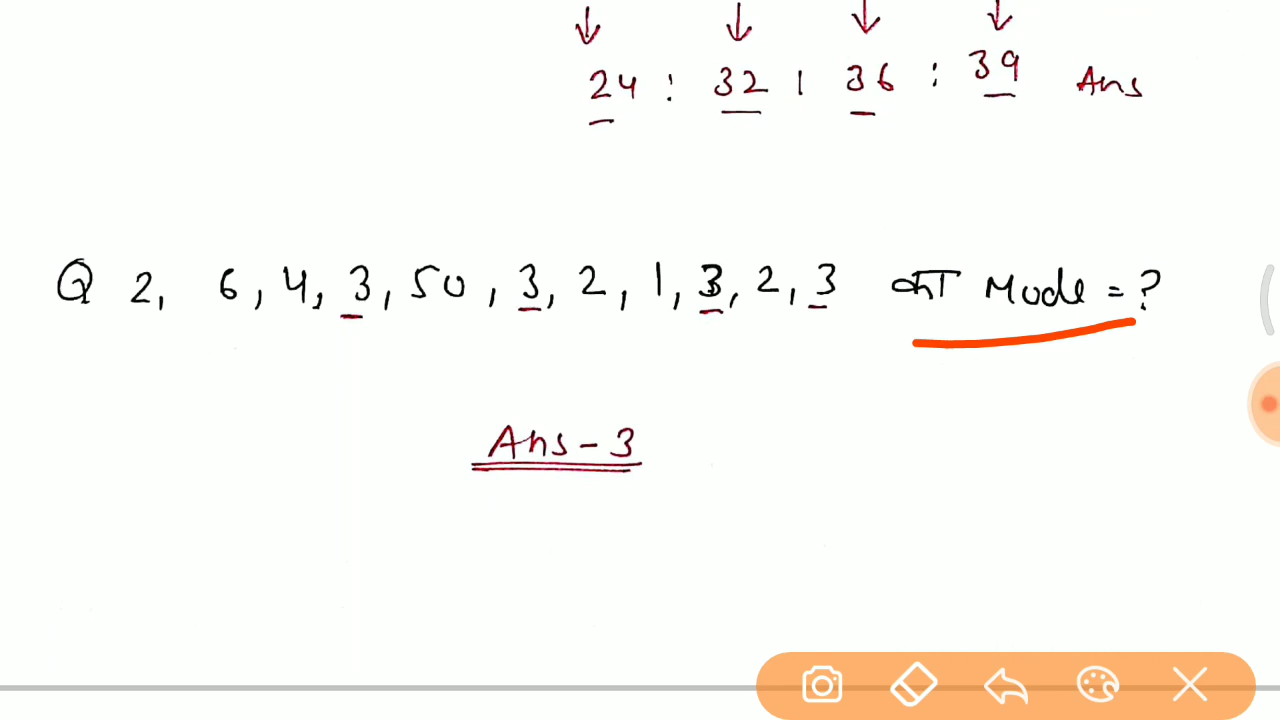 24 : 32 | 36 : 39 Ans
Q 2, 6, 4, 3, 50, 3, 2, 1, 3, 2, 3 का Mode = ?
Ans - 3